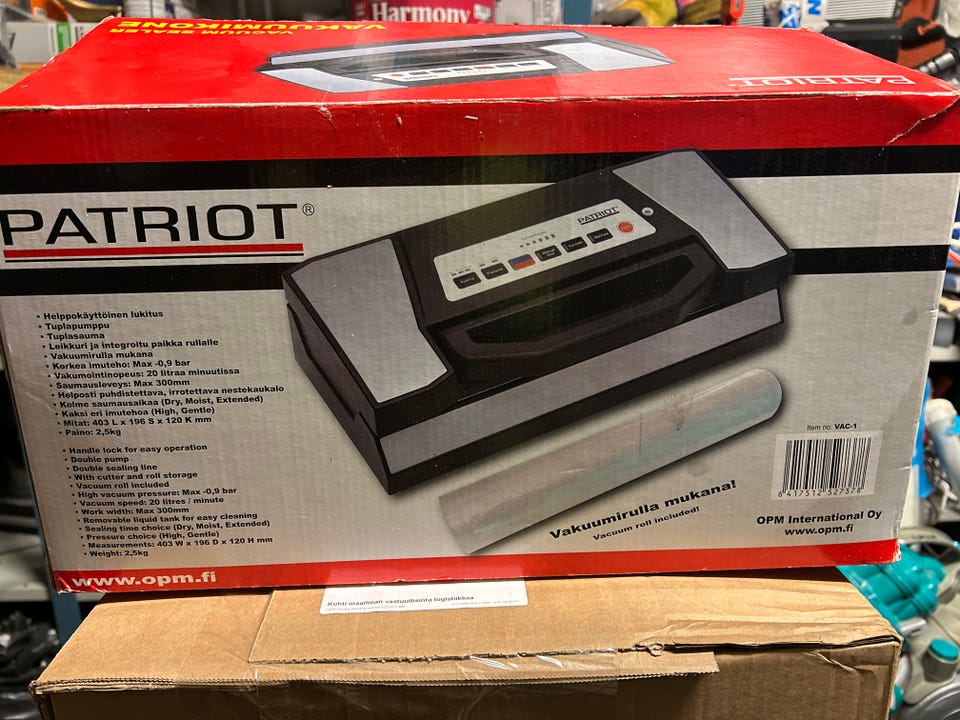 Harmony
VACUUM SEALER
VAKUUMIKONE
PATRIOT
PATRIOT®
PATRIOT
• Helppokäyttöinen lukitus
• Tuplapumppu
• Tuplasauma
• Leikkuri ja integroitu paikka rullalle
• Vakuumirulla mukana
• Korkea imuteho: Max -0,9 bar
• Vakumointinopeus: 20 litraa minuutissa
• Saumausleveys: Max 300mm
• Helposti puhdistettava, irrotettava nestekaukalo
• Kolme saumausaikaa (Dry, Moist, Extended)
• Kaksi eri imutehoa (High, Gentle)
• Mitat: 403 L x 196 S x 120 K mm
• Paino: 2,5kg
• Handle lock for easy operation
• Double pump
• Double sealing line
• With cutter and roll storage
• Vacuum roll included
• High vacuum pressure: Max -0,9 bar
• Vacuum speed: 20 litres / minute
• Work width: Max 300mm
• Removable liquid tank for easy cleaning
• Sealing time choice (Dry, Moist, Extended)
• Pressure choice (High, Gentle)
• Measurements: 403 W x 196 D x 120 H mm
• Weight: 2,5kg
Vakuumirulla mukana!
Vacuum roll included!
Item no: VAC-1
6 417512 527378
OPM International Oy
www.opm.fi
www.opm.fi
Kohti maailman vastuullisinta logistiikkaa